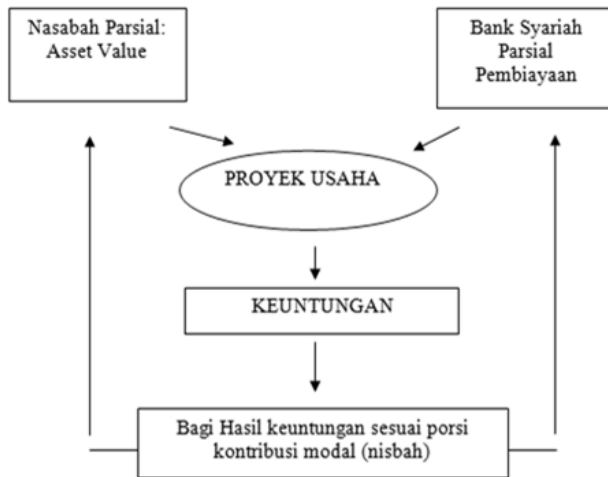 Nasabah Parsial:
Asset Value
Bank Syariah
Parsial
Pembiayaan
PROYEK USAHA
KEUNTUNGAN
Bagi Hasil keuntungan sesuai porsi
kontribusi modal (nisbah)